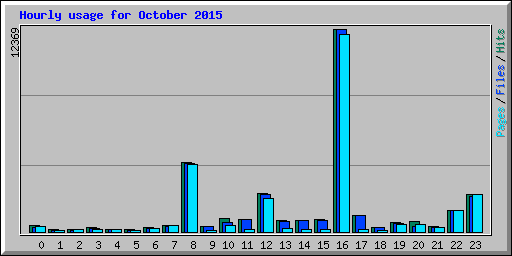 Hourly usage for October 2015
12369
Pages/Files/Hits
0 1 2 3 4 5 6 7 8 9 10 11 12 13 14 15 16 17 18 19 20 21 22 23